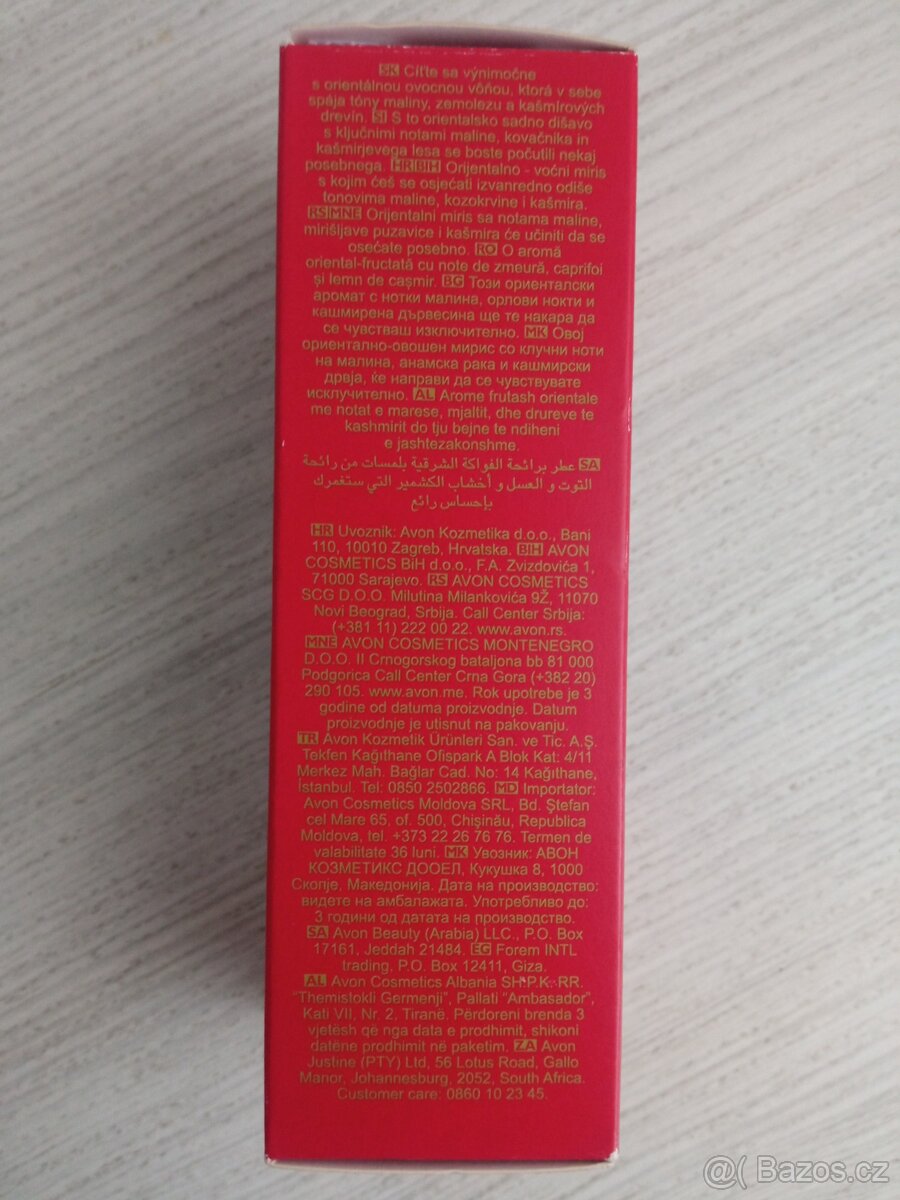 SK Cíťte sa výnimočne
s orientálnou ovocnou vôňou, ktorá v sebe
spája tóny maliny, zemolezu a kašmírových
drevín. SI S to orientalsko sadno dišavo
s ključnimi notami maline, kovačnika in
kašmirjevega lesa se boste počutili nekaj
posebnega. HR BIH Orijentalno - voćni miris
s kojim ćeš se osjećati izvanredno odiše
tonovima maline, kozokrvine i kašmira.
RS MNE Orijentalni miris sa notama maline,
mirišljave puzavice i kašmira će učiniti da se
osećate posebno. RO O aromă
oriental-fructată cu note de zmeură, caprifoi
și lemn de cașmir. BG Този ориенталски
аромат с нотки малина, орлови нокти и
кашмирена дървесина ще те накара да
се чувстваш изключително. MK Овој
ориентално-овошен мирис со клучни ноти
на малина, анамска рака и кашмирски
дрвја, ќе направи да се чувствувате
исклучително. AL Arome frutash orientale
me notat e marese, mjaltit, dhe drureve te
kashmirit do tju bejne te ndiheni
e jashtezakonshme.
SA عطر برائحة الفواكة الشرقية بلمسات من رائحة
التوت و العسل و أخشاب الكشمير التي ستغمرك
بإحساس رائع
HR Uvoznik: Avon Kozmetika d.o.o., Bani
110, 10010 Zagreb, Hrvatska. BIH AVON
COSMETICS BiH d.o.o., F.A. Zvizdovića 1,
71000 Sarajevo. RS AVON COSMETICS
SCG D.O.O. Milutina Milankovića 9Ž, 11070
Novi Beograd, Srbija. Call Center Srbija:
(+381 11) 222 00 22. www.avon.rs.
MNE AVON COSMETICS MONTENEGRO
D.O.O. II Crnogorskog bataljona bb 81 000
Podgorica Call Center Crna Gora (+382 20)
290 105. www.avon.me. Rok upotrebe je 3
godine od datuma proizvodnje. Datum
proizvodnje je utisnut na pakovanju.
TR Avon Kozmetik Ürünleri San. ve Tic. A.Ş.
Tekfen Kağıthane Ofispark A Blok Kat: 4/11
Merkez Mah. Bağlar Cad. No: 14 Kağıthane,
İstanbul. Tel: 0850 2502866. MD Importator:
Avon Cosmetics Moldova SRL, Bd. Ștefan
cel Mare 65, of. 500, Chișinău, Republica
Moldova, tel. +373 22 26 76 76. Termen de
valabilitate 36 luni. MK Увозник: АВОН
КОЗМЕТИКС ДООЕЛ, Кукушка 8, 1000
Скопје, Македонија. Дата на производство:
видете на амбалажата. Употребливо до:
3 години од датата на производство.
SA Avon Beauty (Arabia) LLC., P.O. Box
17161, Jeddah 21484. EG Forem INTL
trading, P.O. Box 12411, Giza.
AL Avon Cosmetics Albania SH.P.K. RR.
"Themistokli Germenji", Pallati "Ambasador",
Kati VII, Nr. 2, Tiranë. Përdoreni brenda 3
vjetësh që nga data e prodhimit, shikoni
datëne prodhimit në paketim. ZA Avon
Justine (PTY) Ltd, 56 Lotus Road, Gallo
Manor, Johannesburg, 2052, South Africa.
Customer care: 0860 10 23 45.
@( Bazos.cz